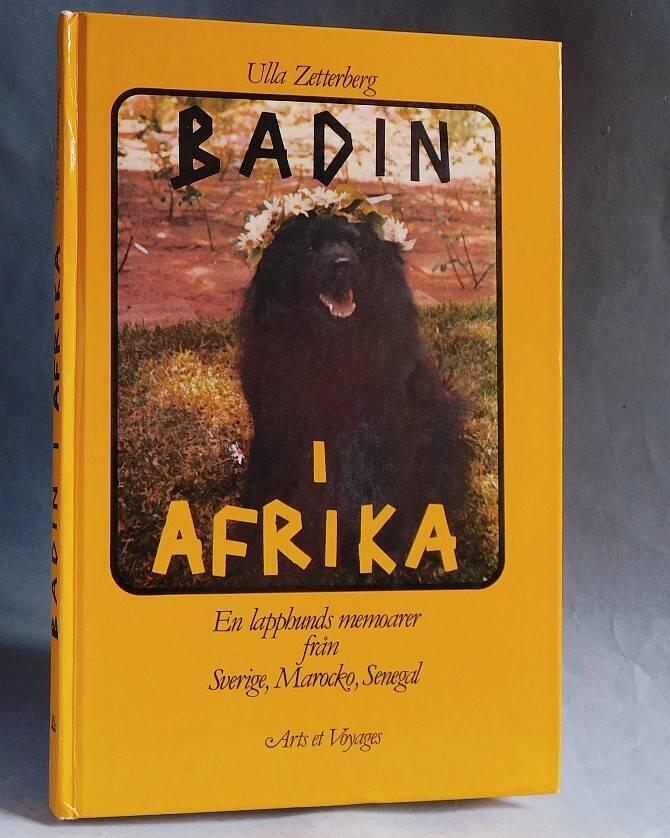 Ulla Zetterberg
BADIN
I
AFRIKA
En lapphunds memoarer
från
Sverige, Marocko, Senegal
Arts et Voyages
BADIN I AFRIKA